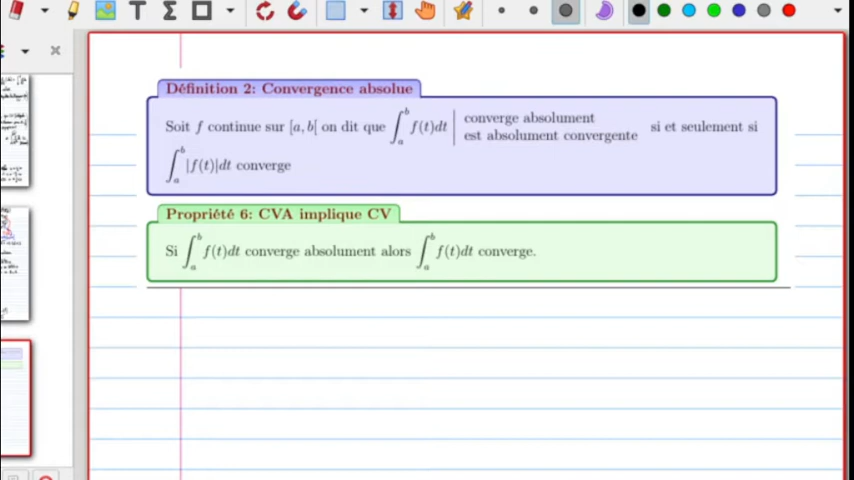 Définition 2: Convergence absolue
Soit f continue sur [a, b[ on dit que ∫_a^b f(t)dt | converge absolument
est absolument convergente si et seulement si
∫_a^b |f(t)|dt converge
Propriété 6: CVA implique CV
Si ∫_a^b f(t)dt converge absolument alors ∫_a^b f(t)dt converge.